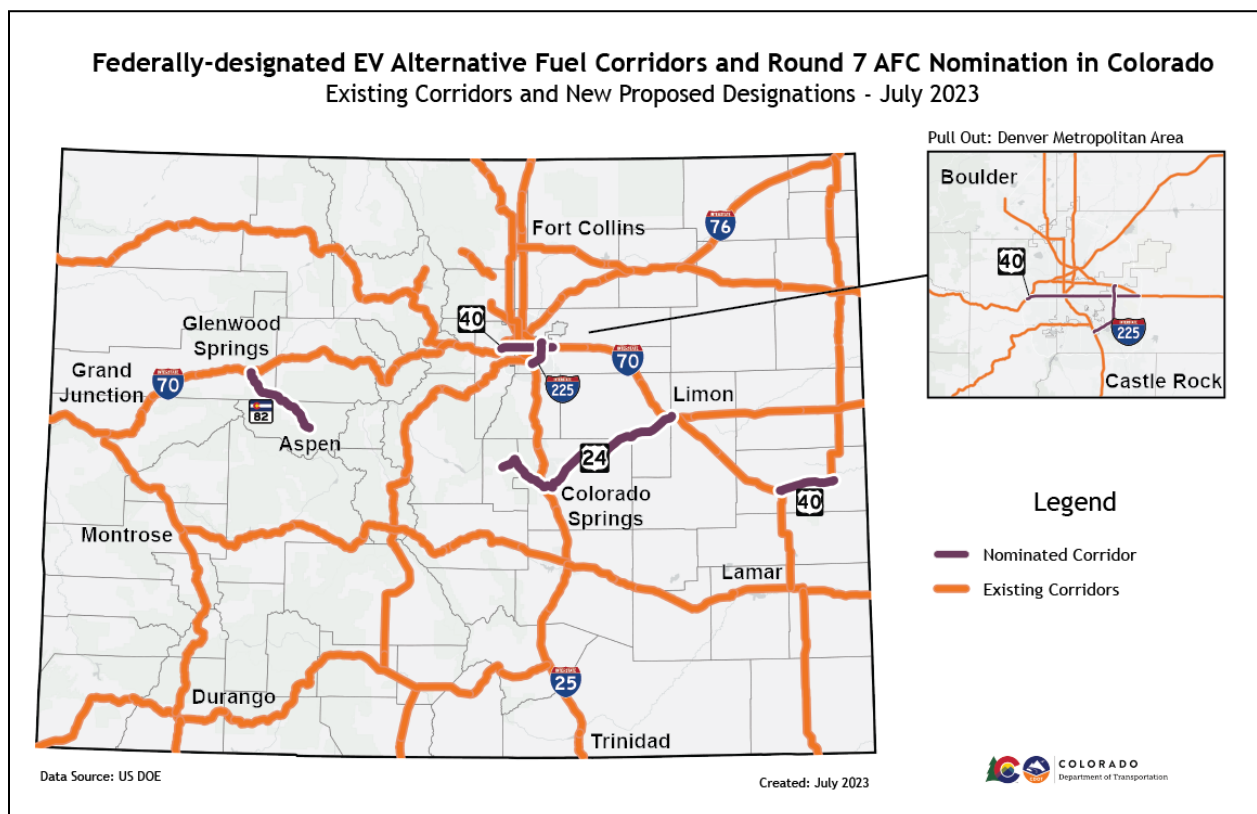 Federally-designated EV Alternative Fuel Corridors and Round 7 AFC Nomination in Colorado
Existing Corridors and New Proposed Designations - July 2023
Pull Out: Denver Metropolitan Area
Boulder
40
225
Castle Rock
Fort Collins
76
40
Glenwood
Springs
70
225
Grand
Junction
70
Limon
82
Aspen
24
Colorado
Springs
40
Montrose
Lamar
25
Durango
Trinidad
Legend
Nominated Corridor
Existing Corridors
Data Source: US DOE
Created: July 2023
COLORADO
Department of Transportation